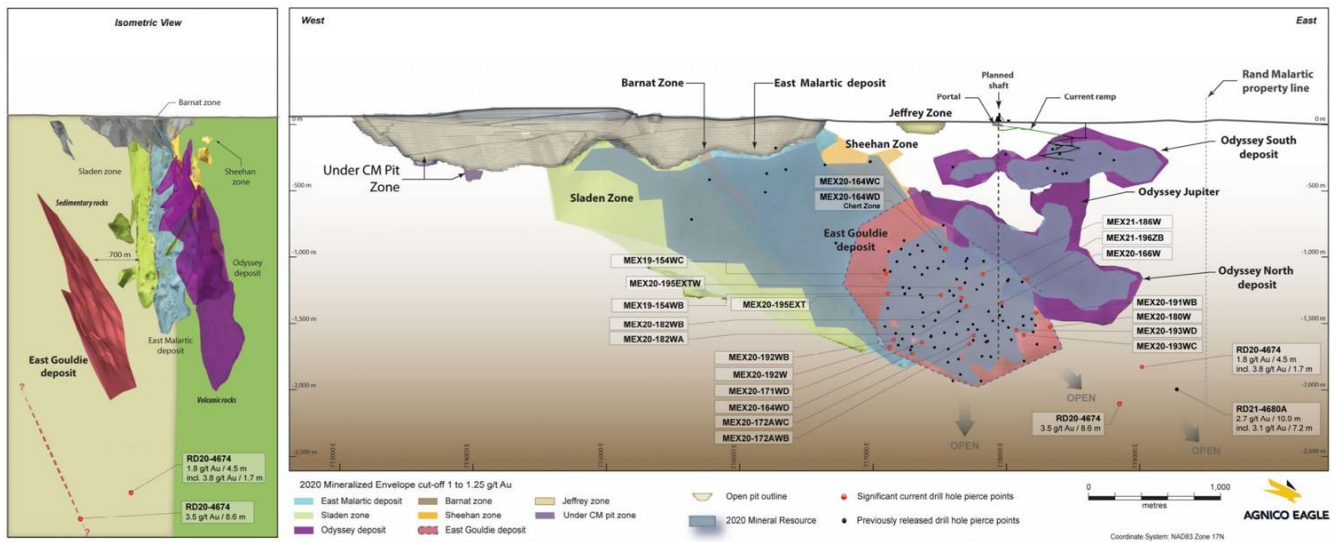 Isometric View
Barnat zone
Sladen zone
Sheehan zone
Sedimentary rocks
700 m
Odyssey deposit
East Malartic deposit
East Gouldie deposit
Volcanic rocks
?
RD20-4674
1.8 g/t Au / 4.5 m
incl. 3.8 g/t Au / 1.7 m
RD20-4674
3.5 g/t Au / 8.6 m
?
West
East
Barnat Zone
East Malartic deposit
Planned shaft
Portal
Current ramp
Rand Malartic property line
Jeffrey Zone
0 m
0 m
Under CM Pit Zone
Sheehan Zone
Odyssey South deposit
-500 m
-500 m
Sladen Zone
MEX20-164WC
MEX20-164WD
Chert Zone
Odyssey Jupiter
East Gouldie deposit
MEX21-186W
MEX21-196ZB
MEX20-166W
-1,000 m
-1,000 m
MEX19-154WC
MEX20-195EXTW
MEX19-154WB
MEX20-195EXT
MEX20-182WB
MEX20-182WA
Odyssey North deposit
MEX20-191WB
MEX20-180W
MEX20-193WD
MEX20-193WC
-1,500 m
-1,500 m
MEX20-192WB
MEX20-192W
MEX20-171WD
MEX20-164WD
MEX20-172AWC
MEX20-172AWB
RD20-4674
1.8 g/t Au / 4.5 m
incl. 3.8 g/t Au / 1.7 m
-2,000 m
-2,000 m
OPEN
RD20-4674
3.5 g/t Au / 8.6 m
RD21-4680A
2.7 g/t Au / 10.9 m
incl. 3.1 g/t Au / 7.2 m
OPEN
OPEN
-2,500 m
-2,500 m
713000 E
714000 E
715000 E
716000 E
717000 E
718000 E
719000 E
2020 Mineralized Envelope cut-off 1 to 1.25 g/t Au
East Malartic deposit
Barnat zone
Jeffrey zone
Sladen zone
Sheehan zone
Under CM pit zone
Odyssey deposit
East Gouldie deposit
Open pit outline
2020 Mineral Resource
Significant current drill hole pierce points
Previously released drill hole pierce points
0
1,000
metres
AGNICO EAGLE
Coordinate System: NAD83 Zone 17N